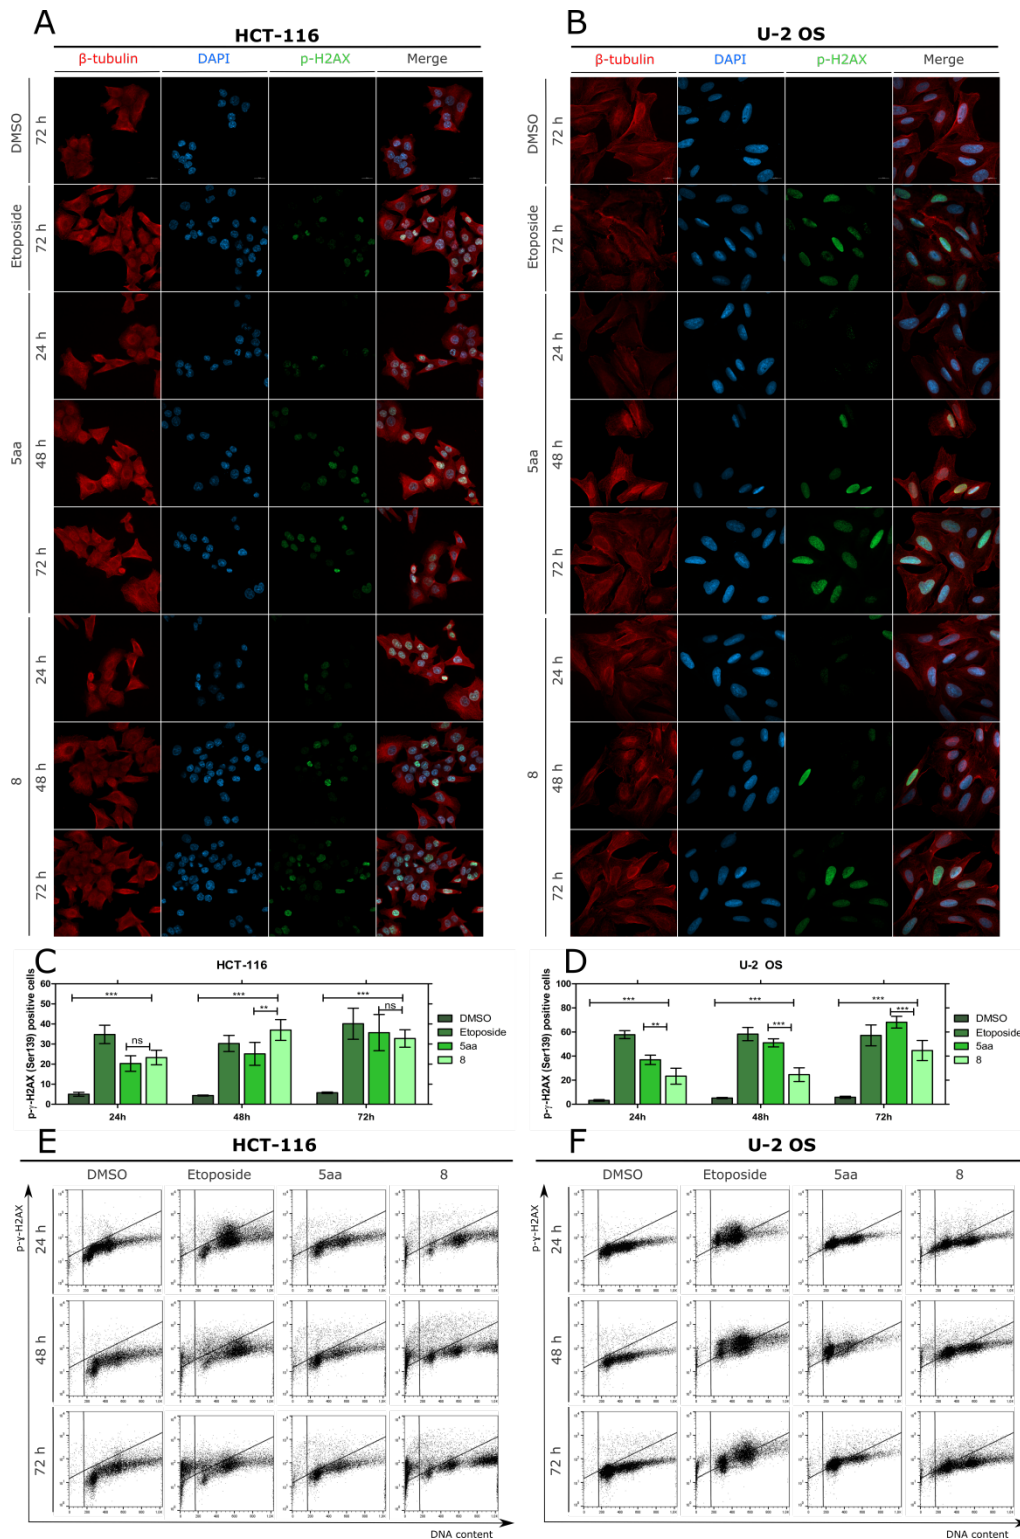 A
HCT-116
β-tubulin DAPI p-H2AX Merge
DMSO
72 h
Etoposide
72 h
5aa
24 h
48 h
72 h
8
24 h
48 h
72 h
B
U-2 OS
β-tubulin DAPI p-H2AX Merge
DMSO
72 h
Etoposide
72 h
5aa
24 h
48 h
72 h
8
24 h
48 h
72 h
C
HCT-116
p-γ-H2AX (Ser139) positive cells
60
50
40
30
20
10
0
*** *** ***
ns ** ns
24h 48h 72h
DMSO
Etoposide
5aa
8
D
U-2 OS
p-γ-H2AX (Ser139) positive cells
100
80
60
40
20
0
*** *** ***
** *** ***
24h 48h 72h
DMSO
Etoposide
5aa
8
E
HCT-116
DMSO Etoposide 5aa 8
p-γ-H2AX
24 h
48 h
72 h
DNA content
F
U-2 OS
DMSO Etoposide 5aa 8
p-γ-H2AX
24 h
48 h
72 h
DNA content